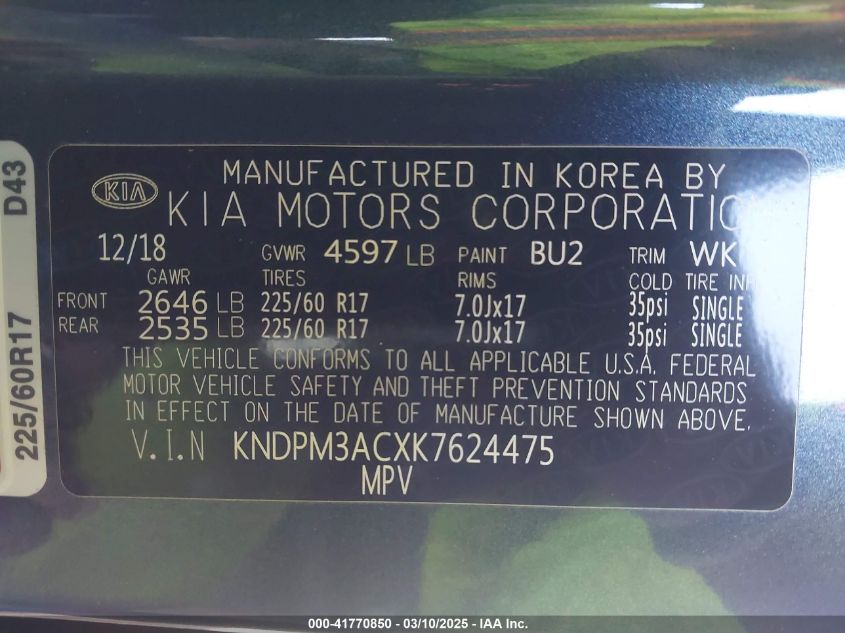 KIA
MANUFACTURED IN KOREA BY
KIA MOTORS CORPORATION
12/18 GVWR 4597 LB PAINT BU2 TRIM WK
GAWR TIRES RIMS COLD TIRE INF
FRONT 2646 LB 225/60 R17 7.0Jx17 35psi SINGLE
REAR 2535 LB 225/60 R17 7.0Jx17 35psi SINGLE
THIS VEHICLE CONFORMS TO ALL APPLICABLE U.S.A. FEDERAL
MOTOR VEHICLE SAFETY AND THEFT PREVENTION STANDARDS
IN EFFECT ON THE DATE OF MANUFACTURE SHOWN ABOVE.
V.I.N KNDPM3ACXK7624475
MPV
225/60R17 D43
000-41770850 / 03/10/2025 - IAA Inc.